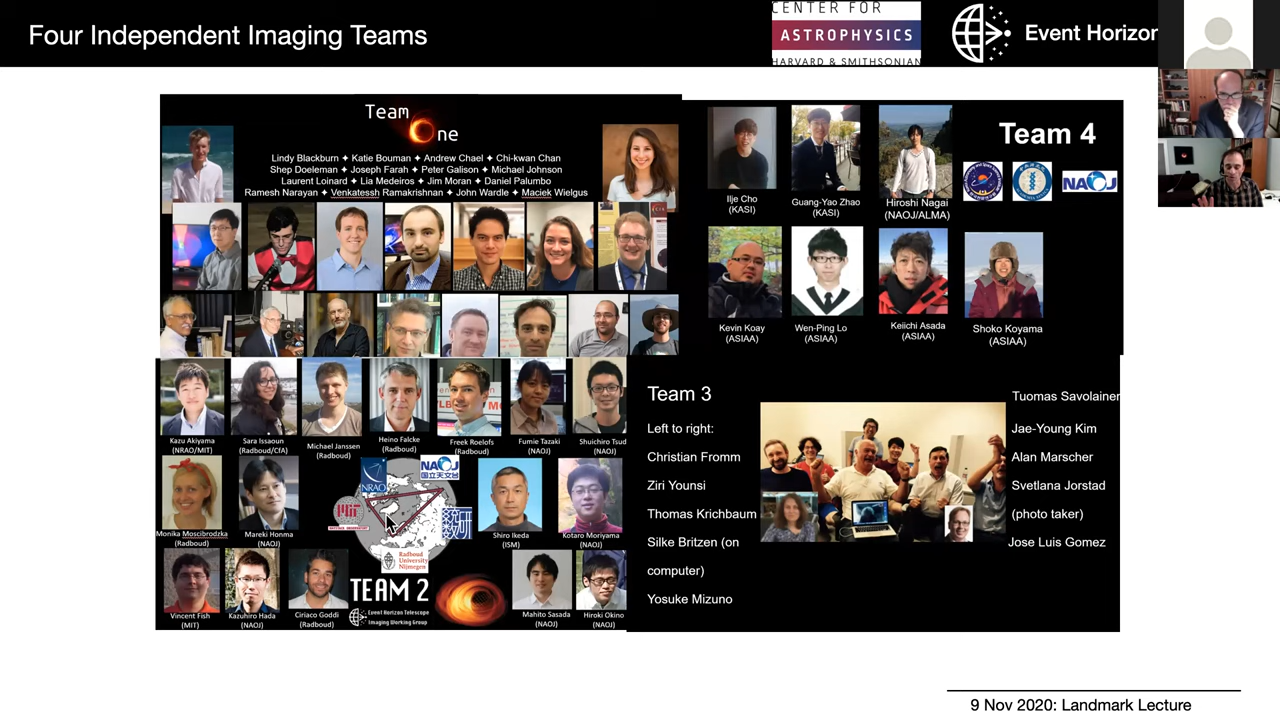 Four Independent Imaging Teams
CENTER FOR
ASTROPHYSICS
HARVARD & SMITHSONIAN
Event Horizon
Team
One
Lindy Blackburn ✦ Katie Bouman ✦ Andrew Chael ✦ Chi-kwan Chan
Shep Doeleman ✦ Joseph Farah ✦ Peter Galison ✦ Michael Johnson
Laurent Loinard ✦ Lia Medeiros ✦ Jim Moran ✦ Daniel Palumbo
Ramesh Narayan ✦ Venkatessh Ramakrishnan ✦ John Wardle ✦ Maciek Wielgus
Team 4
NAOJ
Ilje Cho
(KASI)
Guang-Yao Zhao
(KASI)
Hiroshi Nagai
(NAOJ/ALMA)
Kevin Koay
(ASIAA)
Wen-Ping Lo
(ASIAA)
Keiichi Asada
(ASIAA)
Shoko Koyama
(ASIAA)
Kazu Akiyama
(NRAO/MIT)
Sara Issaoun
(Radboud/CfA)
Michael Janssen
(Radboud)
Heino Falcke
(Radboud)
Freek Roelofs
(Radboud)
Fumie Tazaki
(NAOJ)
Shuichiro Tsud
(NAOJ)
Monika Moscibrodzka
(Radboud)
Mareki Honma
(NAOJ)
NRAO
NAOJ
国立天文台
Radboud
University
Nijmegen
Shiro Ikeda
(ISM)
Kotaro Moriyama
(NAOJ)
Vincent Fish
(MIT)
Kazuhiro Hada
(NAOJ)
Ciriaco Goddi
(Radboud)
TEAM 2
Event Horizon Telescope
Imaging Working Group
Mahito Sasada
(NAOJ)
Hiroki Okino
(NAOJ)
Team 3
Left to right:
Christian Fromm
Ziri Younsi
Thomas Krichbaum
Silke Britzen (on
computer)
Yosuke Mizuno
Tuomas Savolainen
Jae-Young Kim
Alan Marscher
Svetlana Jorstad
(photo taker)
Jose Luis Gomez
9 Nov 2020: Landmark Lecture